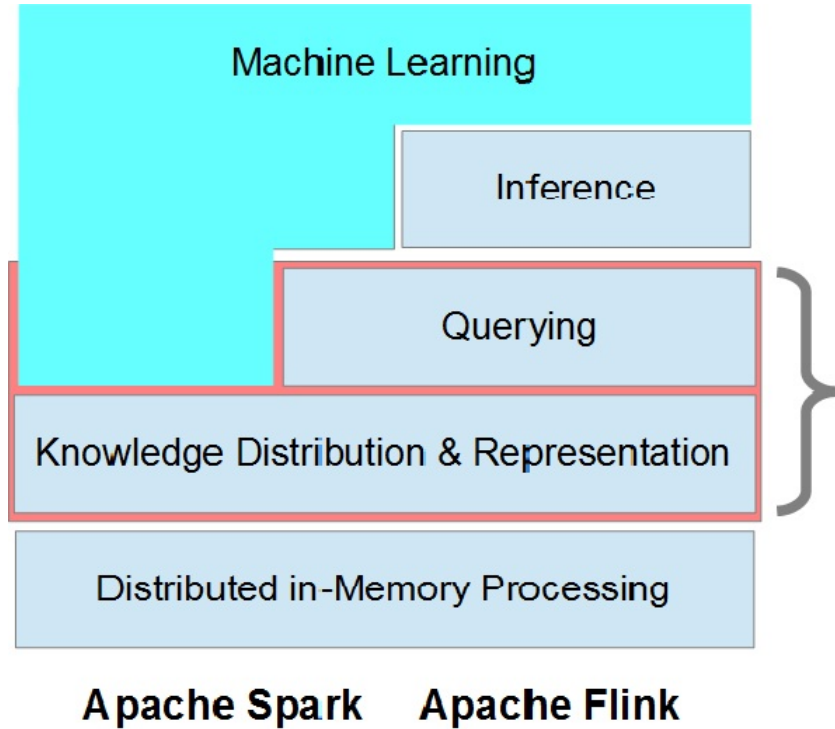 Machine Learning
Inference
Querying
Knowledge Distribution & Representation
Distributed in-Memory Processing
Apache Spark Apache Flink